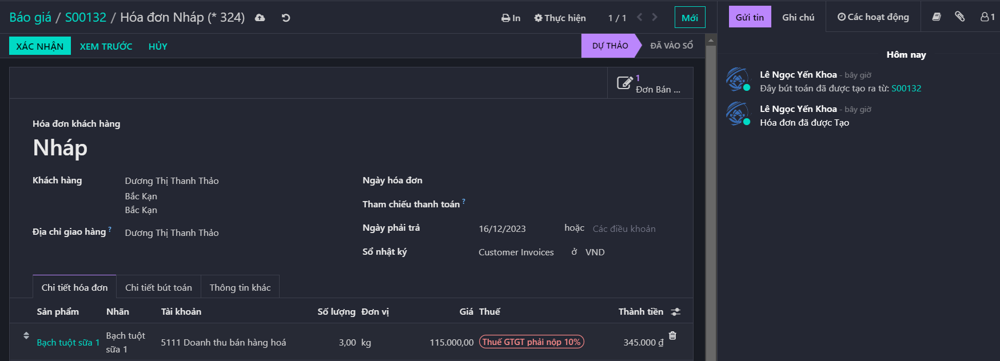 Báo giá / S00132 / Hóa đơn Nháp (* 324)
In Thực hiện 1 / 1 Mới
Gửi tin Ghi chú Các hoạt động 1
XÁC NHẬN XEM TRƯỚC HỦY DỰ THẢO ĐÃ VÀO SỔ
Hôm nay
Lê Ngọc Yến Khoa - bây giờ
Đây bút toán đã được tạo ra từ: S00132
Lê Ngọc Yến Khoa - bây giờ
Hóa đơn đã được Tạo
1
Đơn Bán ...
Hóa đơn khách hàng
Nháp
Khách hàng Dương Thị Thanh Thảo
Bắc Kạn
Bắc Kạn
Địa chỉ giao hàng ? Dương Thị Thanh Thảo
Ngày hóa đơn
Tham chiếu thanh toán ?
Ngày phải trả 16/12/2023 hoặc Các điều khoản
Sổ nhật ký Customer Invoices ở VND
Chi tiết hóa đơn Chi tiết bút toán Thông tin khác
Sản phẩm Nhãn Tài khoản Số lượng Đơn vị Giá Thuế Thành tiền
Bạch tuột sữa 1 Bạch tuột sữa 1 5111 Doanh thu bán hàng hoá 3,00 kg 115.000,00 Thuế GTGT phải nộp 10% 345.000 ₫